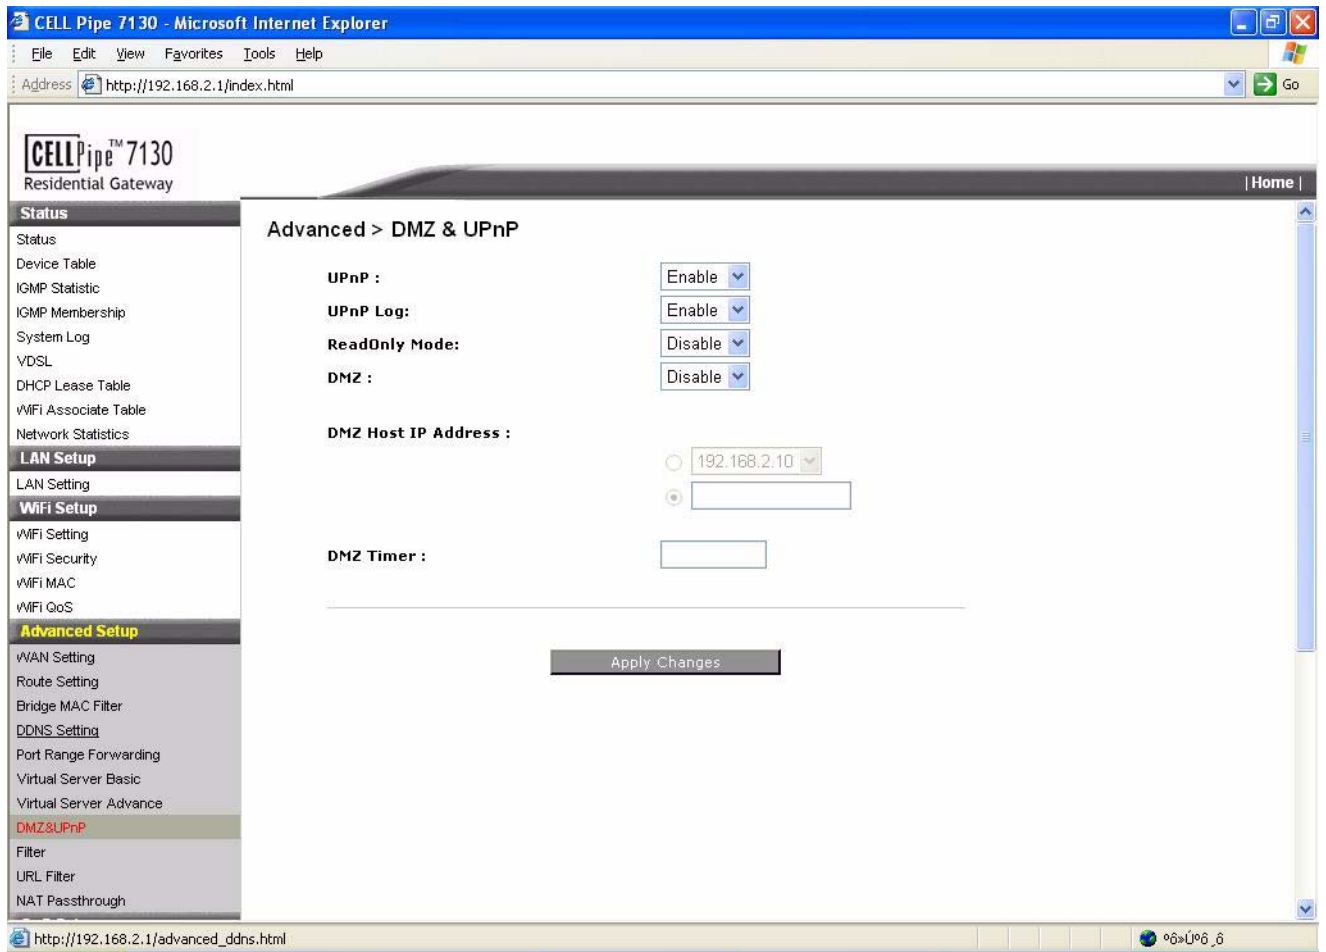 CELL Pipe 7130 - Microsoft Internet Explorer
File Edit View Favorites Tools Help
Address http://192.168.2.1/index.html Go
CELLPipe™ 7130
Residential Gateway
| Home |
Status
Status
Device Table
IGMP Statistic
IGMP Membership
System Log
VDSL
DHCP Lease Table
WiFi Associate Table
Network Statistics
LAN Setup
LAN Setting
WiFi Setup
WiFi Setting
WiFi Security
WiFi MAC
WiFi QoS
Advanced Setup
WAN Setting
Route Setting
Bridge MAC Filter
DDNS Setting
Port Range Forwarding
Virtual Server Basic
Virtual Server Advance
DMZ&UPnP
Filter
URL Filter
NAT Passthrough
Advanced > DMZ & UPnP
UPnP : Enable
UPnP Log: Enable
ReadOnly Mode: Disable
DMZ : Disable
DMZ Host IP Address :
192.168.2.10
DMZ Timer :
Apply Changes
http://192.168.2.1/advanced_ddns.html